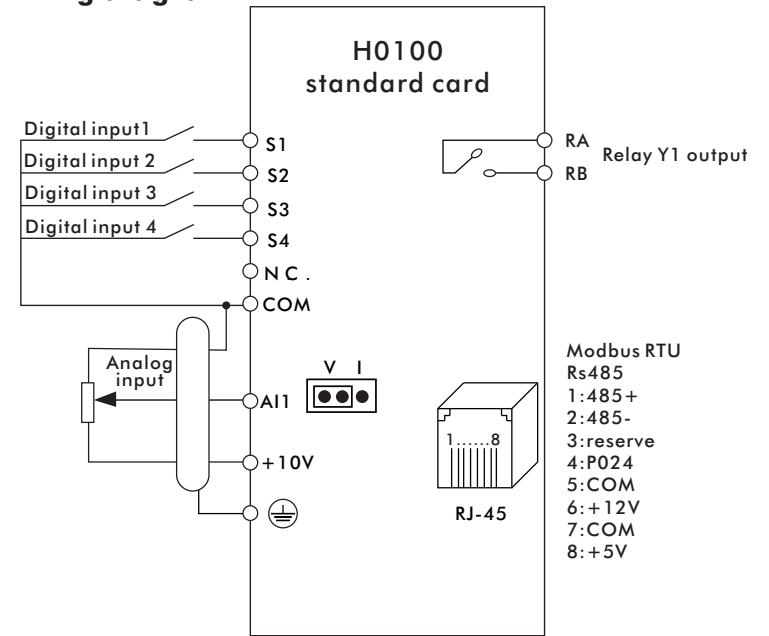 H0100
standard card
Digital input1
Digital input 2
Digital input 3
Digital input 4
S1
S2
S3
S4
N C .
COM
Analog
input
AI1
+10V
V I
RA
RB
Relay Y1 output
1......8
RJ-45
Modbus RTU
Rs485
1:485+
2:485-
3:reserve
4:P024
5:COM
6:+12V
7:COM
8:+5V